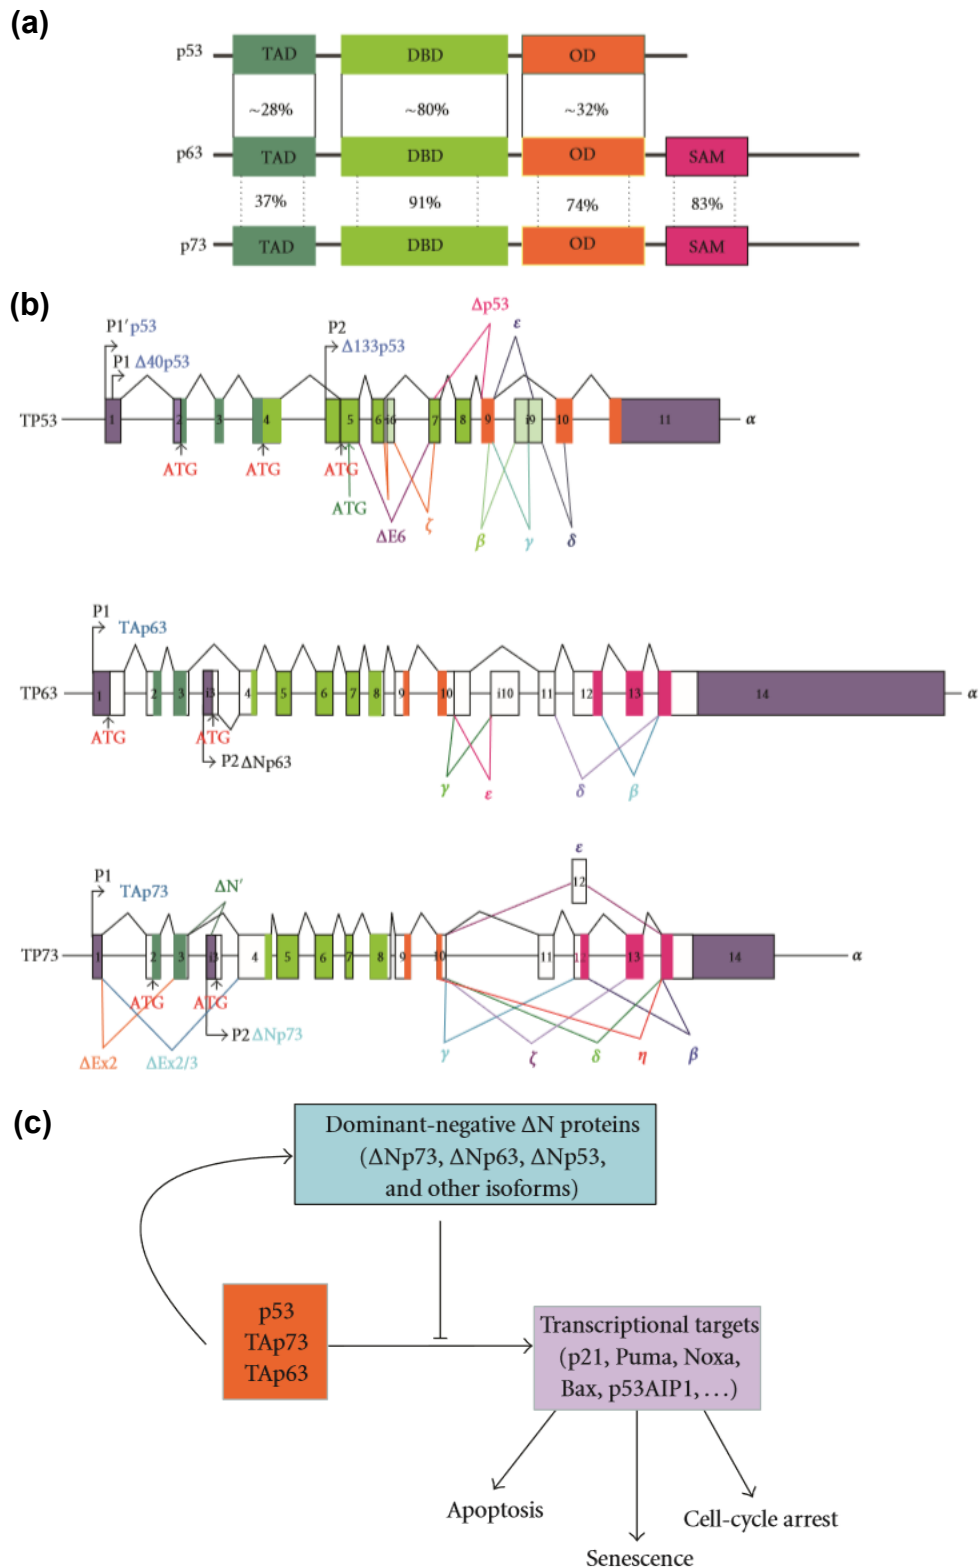 (a)
p53 TAD DBD OD
~28% ~80% ~32%
p63 TAD DBD OD SAM
37% 91% 74% 83%
p73 TAD DBD OD SAM
(b)
Δp53
P1′ p53 P2 ε
P1 Δ40p53 Δ133p53
TP53 1 2 3 4 5 6 i6 7 8 9 i9 10 11 α
ATG ATG ATG
ATG
ΔE6 ζ β γ δ
P1
TAp63
TP63 1 2 3 i3 4 5 6 7 8 9 10 i10 11 12 13 14 α
ATG ATG
P2 ΔNp63
γ ε δ β
ε
P1 TAp73 ΔN′ 12
TP73 1 2 3 i3 4 5 6 7 8 9 10 11 12 13 14 α
ATG ATG
P2 ΔNp73
ΔEx2 ΔEx2/3 γ ζ δ η β
(c)
Dominant-negative ΔN proteins
(ΔNp73, ΔNp63, ΔNp53,
and other isoforms)
p53
TAp73
TAp63
Transcriptional targets
(p21, Puma, Noxa,
Bax, p53AIP1, …)
Apoptosis
Cell-cycle arrest
Senescence